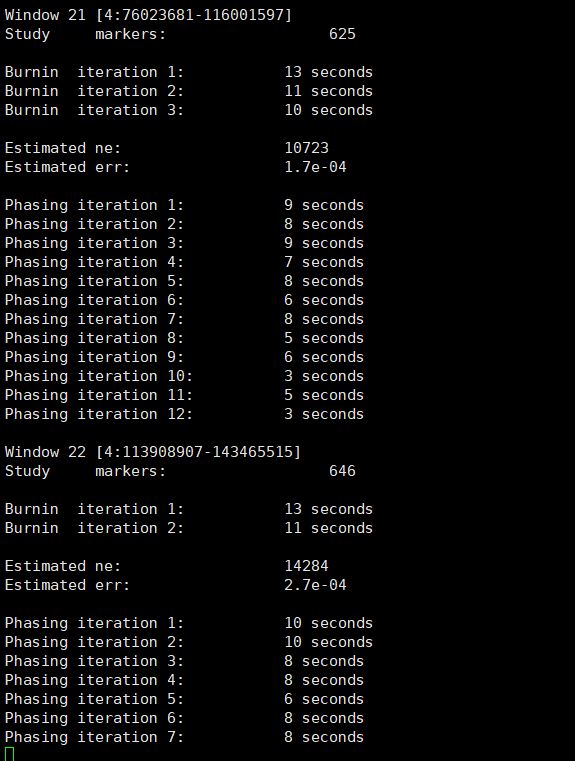 Window 21 [4:76023681-116001597]
Study     markers:                  625

Burnin  iteration 1:           13 seconds
Burnin  iteration 2:           11 seconds
Burnin  iteration 3:           10 seconds

Estimated ne:                  10723
Estimated err:                 1.7e-04

Phasing iteration 1:           9 seconds
Phasing iteration 2:           8 seconds
Phasing iteration 3:           9 seconds
Phasing iteration 4:           7 seconds
Phasing iteration 5:           8 seconds
Phasing iteration 6:           6 seconds
Phasing iteration 7:           8 seconds
Phasing iteration 8:           5 seconds
Phasing iteration 9:           6 seconds
Phasing iteration 10:          3 seconds
Phasing iteration 11:          5 seconds
Phasing iteration 12:          3 seconds

Window 22 [4:113908907-143465515]
Study     markers:                  646

Burnin  iteration 1:           13 seconds
Burnin  iteration 2:           11 seconds

Estimated ne:                  14284
Estimated err:                 2.7e-04

Phasing iteration 1:           10 seconds
Phasing iteration 2:           10 seconds
Phasing iteration 3:           8 seconds
Phasing iteration 4:           8 seconds
Phasing iteration 5:           6 seconds
Phasing iteration 6:           8 seconds
Phasing iteration 7:           8 seconds